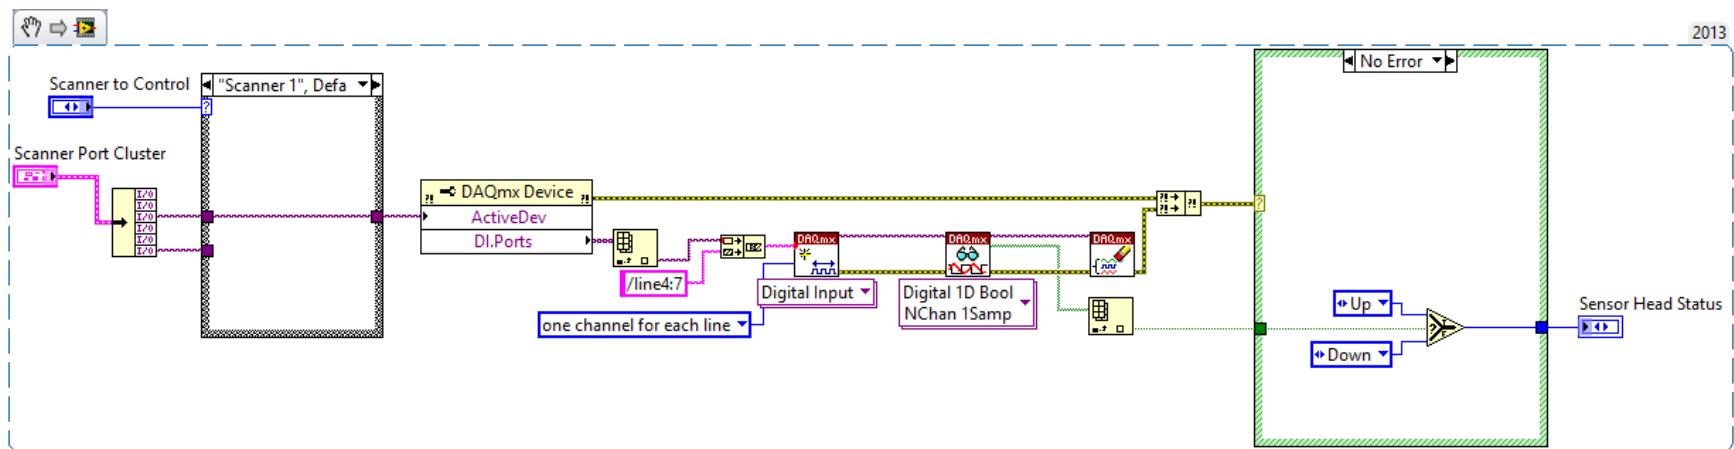 2013
Scanner to Control
"Scanner 1", Defa
No Error
Scanner Port Cluster
I/O
I/O
I/O
I/O
I/O
I/O
DAQmx Device
ActiveDev
DI.Ports
/line4:7
DAQmx
DAQmx
DAQmx
Digital Input
Digital 1D Bool
NChan 1Samp
one channel for each line
Up
Down
Sensor Head Status